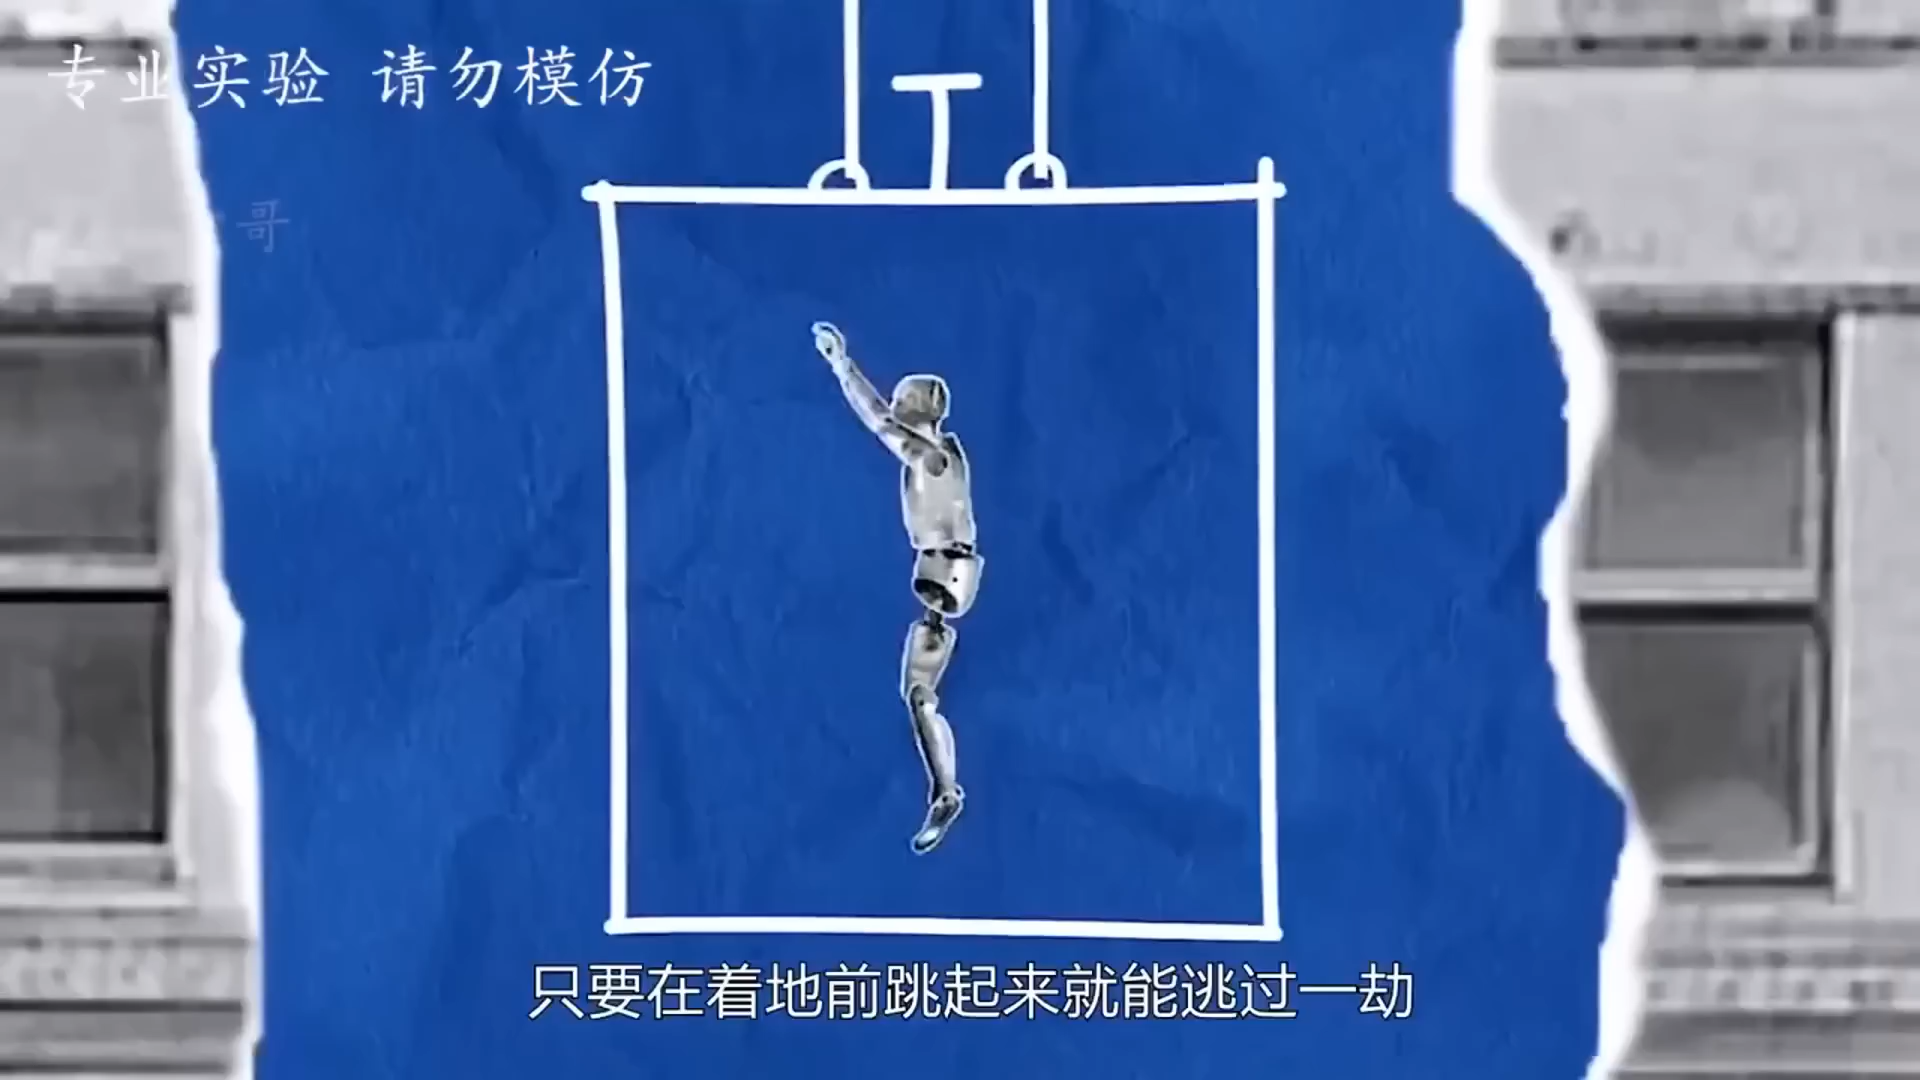 专业实验 请勿模仿
哥
只要在着地前跳起来就能逃过一劫